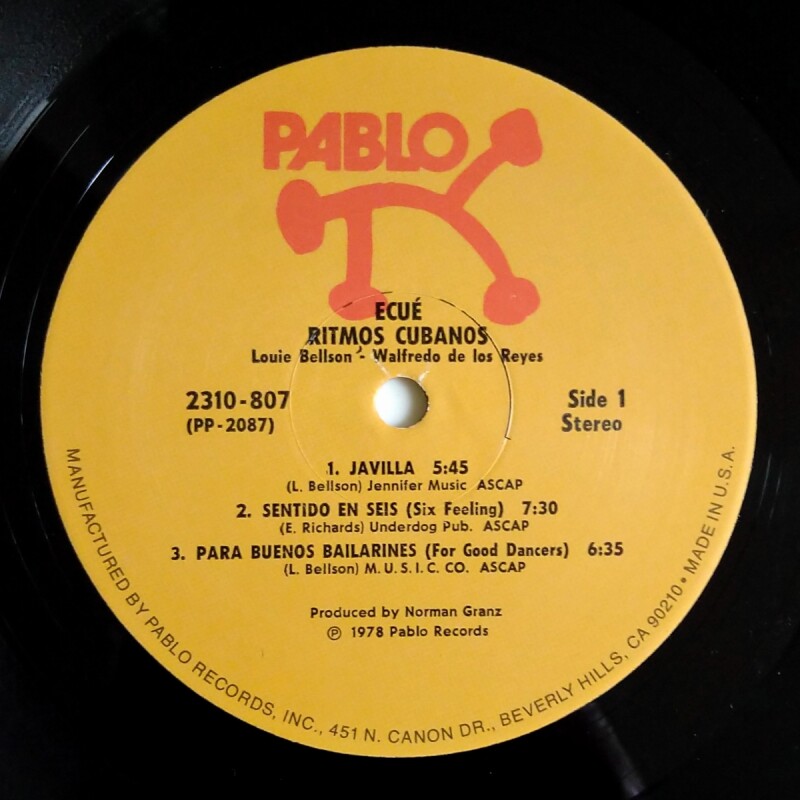 PABLO
ECUÉ
RITMOS CUBANOS
Louie Bellson - Walfredo de los Reyes
2310-807
(PP-2087)
Side 1
Stereo
1. JAVILLA 5:45
(L. Bellson) Jennifer Music ASCAP
2. SENTIDO EN SEIS (Six Feeling) 7:30
(E. Richards) Underdog Pub. ASCAP
3. PARA BUENOS BAILARINES (For Good Dancers) 6:35
(L. Bellson) M. U. S. I. C. CO. ASCAP
Produced by Norman Granz
℗ 1978 Pablo Records
MANUFACTURED BY PABLO RECORDS, INC., 451 N. CANON DR., BEVERLY HILLS, CA 90210 • MADE IN U.S.A.